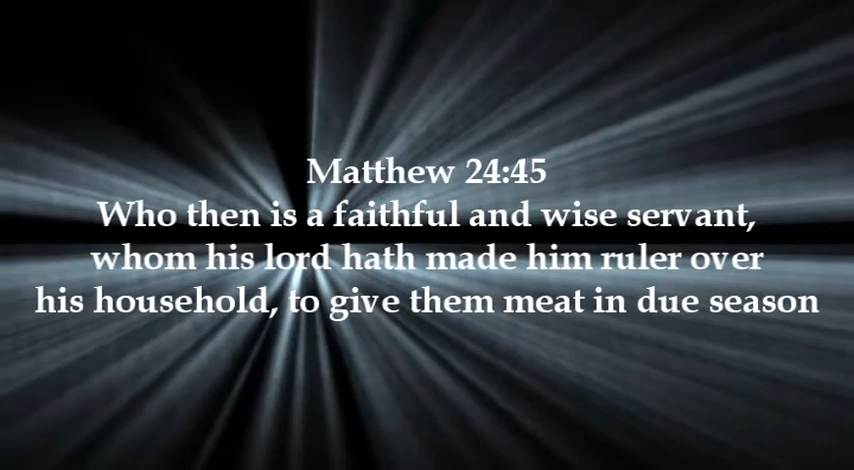 Matthew 24:45
Who then is a faithful and wise servant,
whom his lord hath made him ruler over
his household, to give them meat in due season